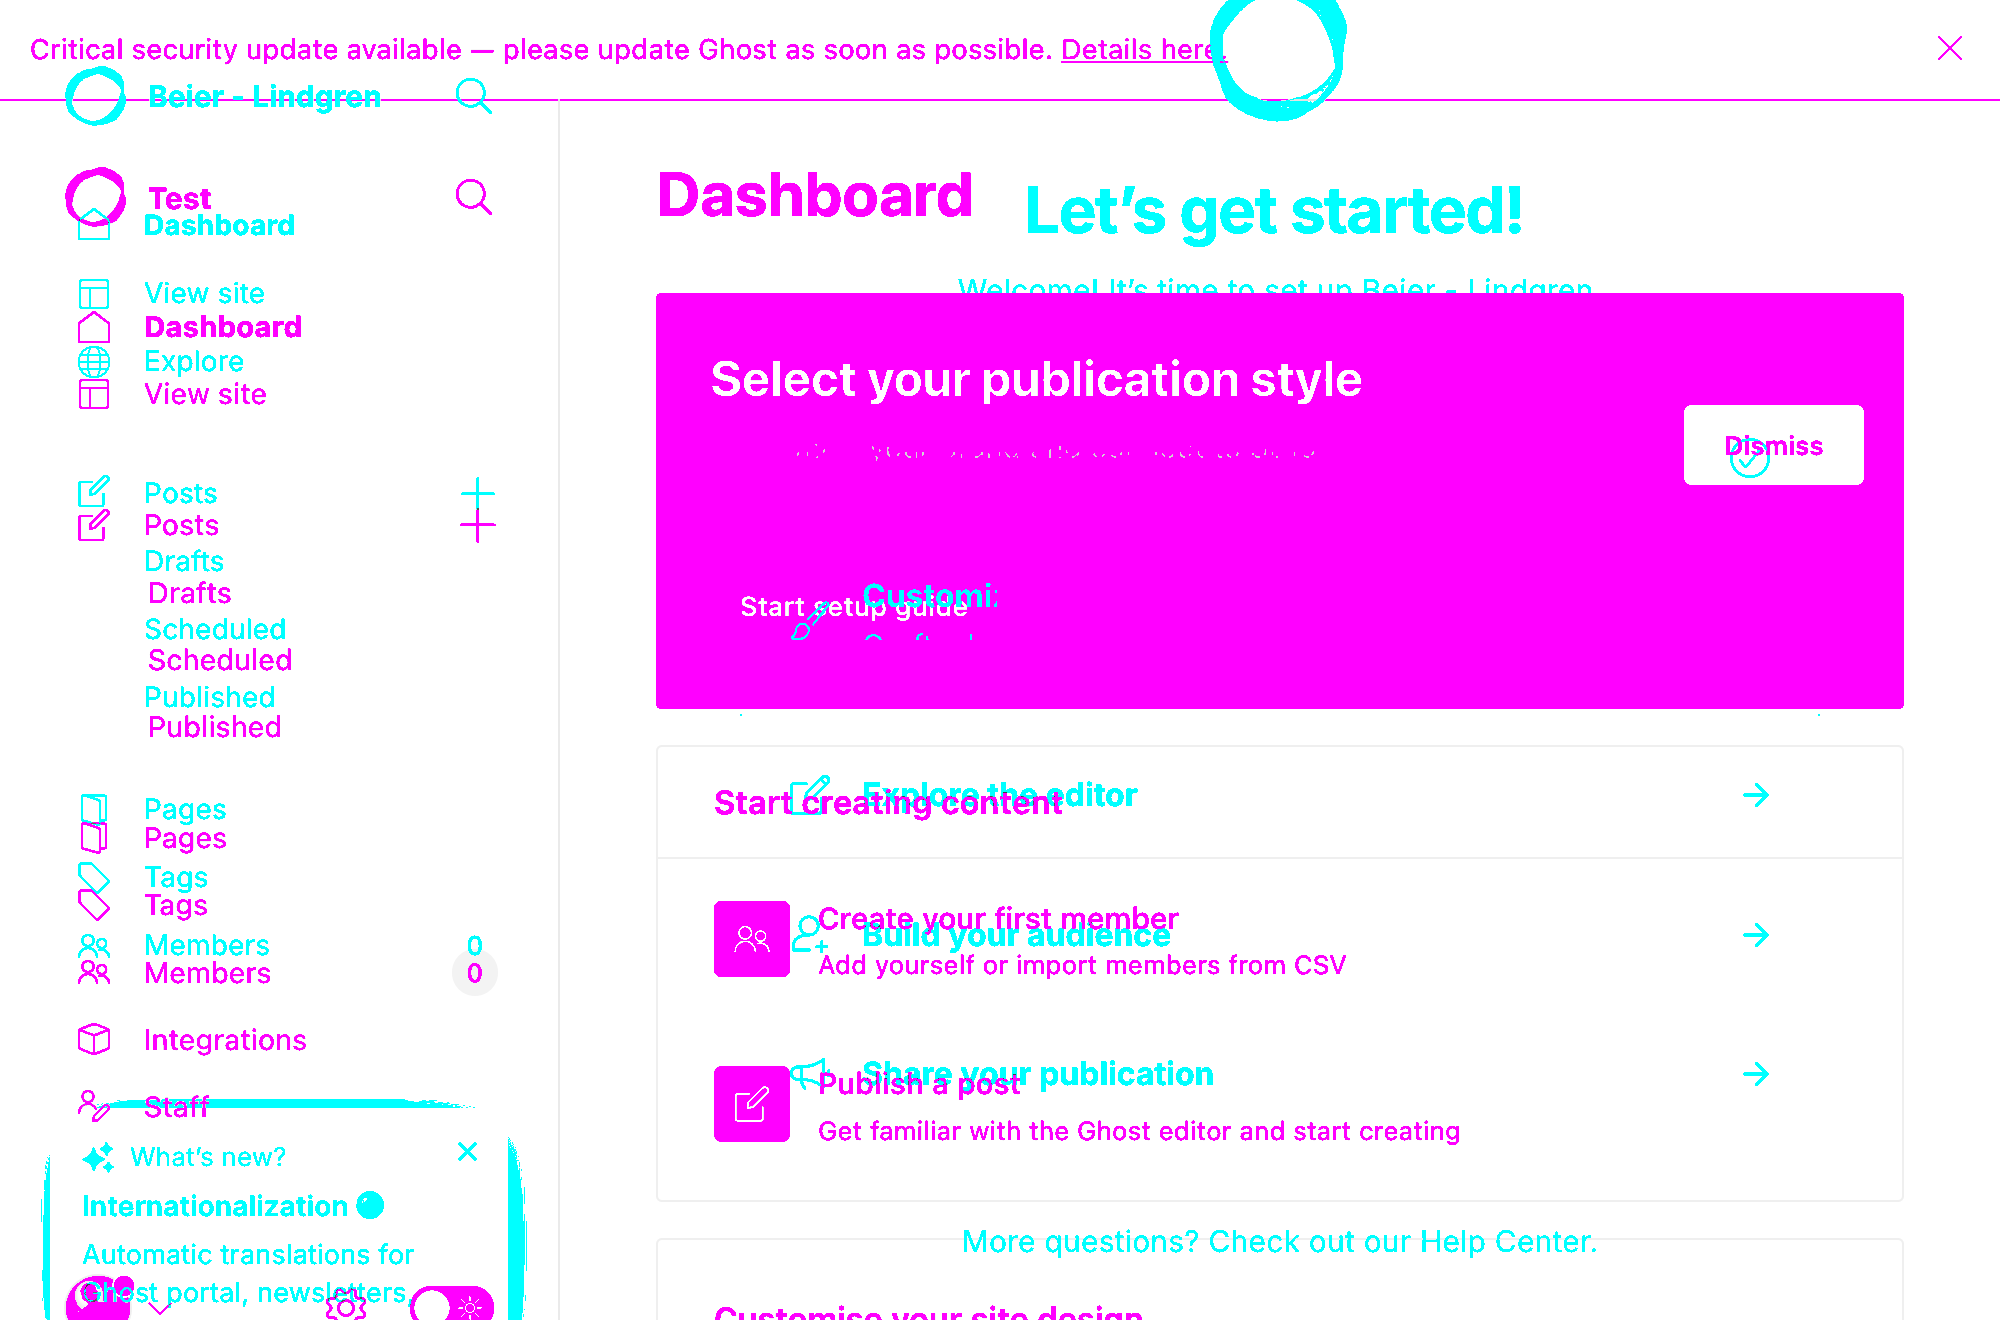 Critical security update available — please update Ghost as soon as possible. Details here.
Beier - Lindgren
Test
Dashboard
View site
Dashboard
Explore
View site
Posts
Posts
Drafts
Drafts
Scheduled
Scheduled
Published
Published
Pages
Pages
Tags
Tags
Members 0
Members 0
Integrations
Staff
What's new?
Internationalization
Automatic translations for
Ghost portal, newsletters,
Dashboard
Let's get started!
Welcome! It's time to set up Beier - Lindgren
Select your publication style
Dismiss
Start setup guide
Explore the editor
Start creating content
Create your first member
Build your audience
Add yourself or import members from CSV
Share your publication
Publish a post
Get familiar with the Ghost editor and start creating
More questions? Check out our Help Center.
Customise your site design